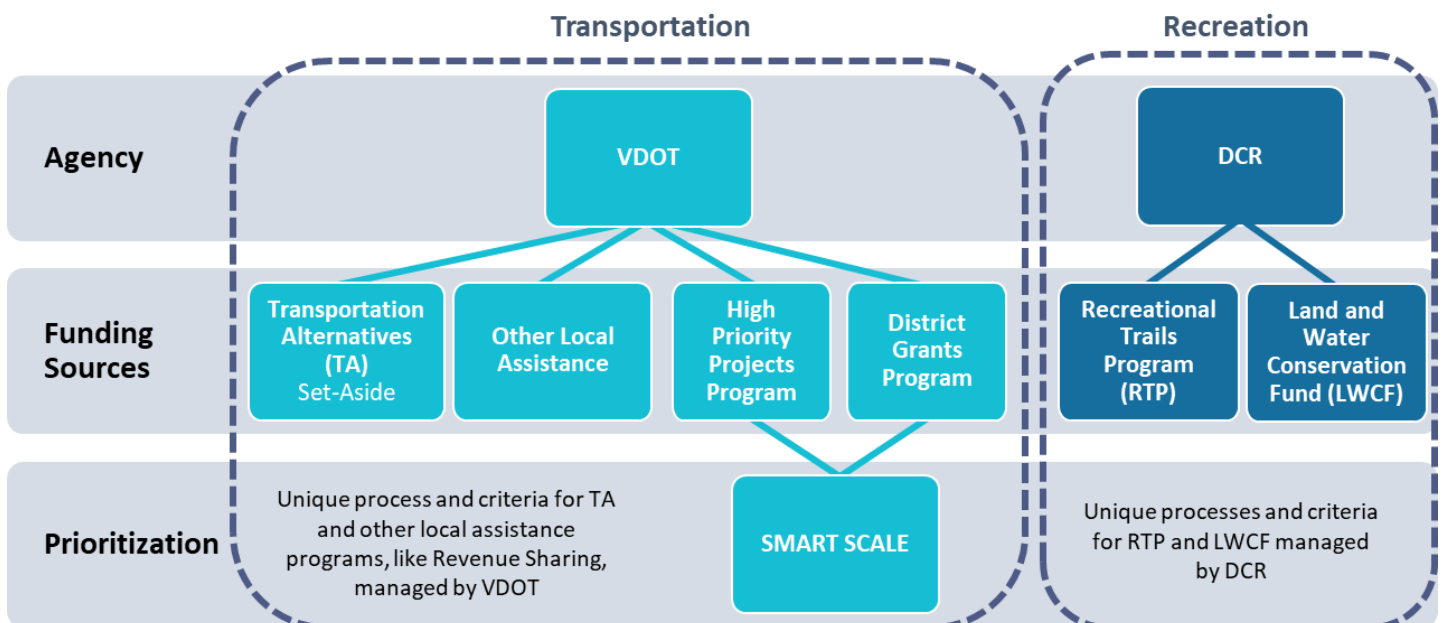 Transportation
Recreation
Agency
VDOT
DCR
Funding
Sources
Transportation
Alternatives
(TA)
Set-Aside
Other Local
Assistance
High
Priority
Projects
Program
District
Grants
Program
Recreational
Trails
Program
(RTP)
Land and
Water
Conservation
Fund (LWCF)
Prioritization
Unique process and criteria for TA
and other local assistance
programs, like Revenue Sharing,
managed by VDOT
SMART SCALE
Unique processes and criteria
for RTP and LWCF managed
by DCR